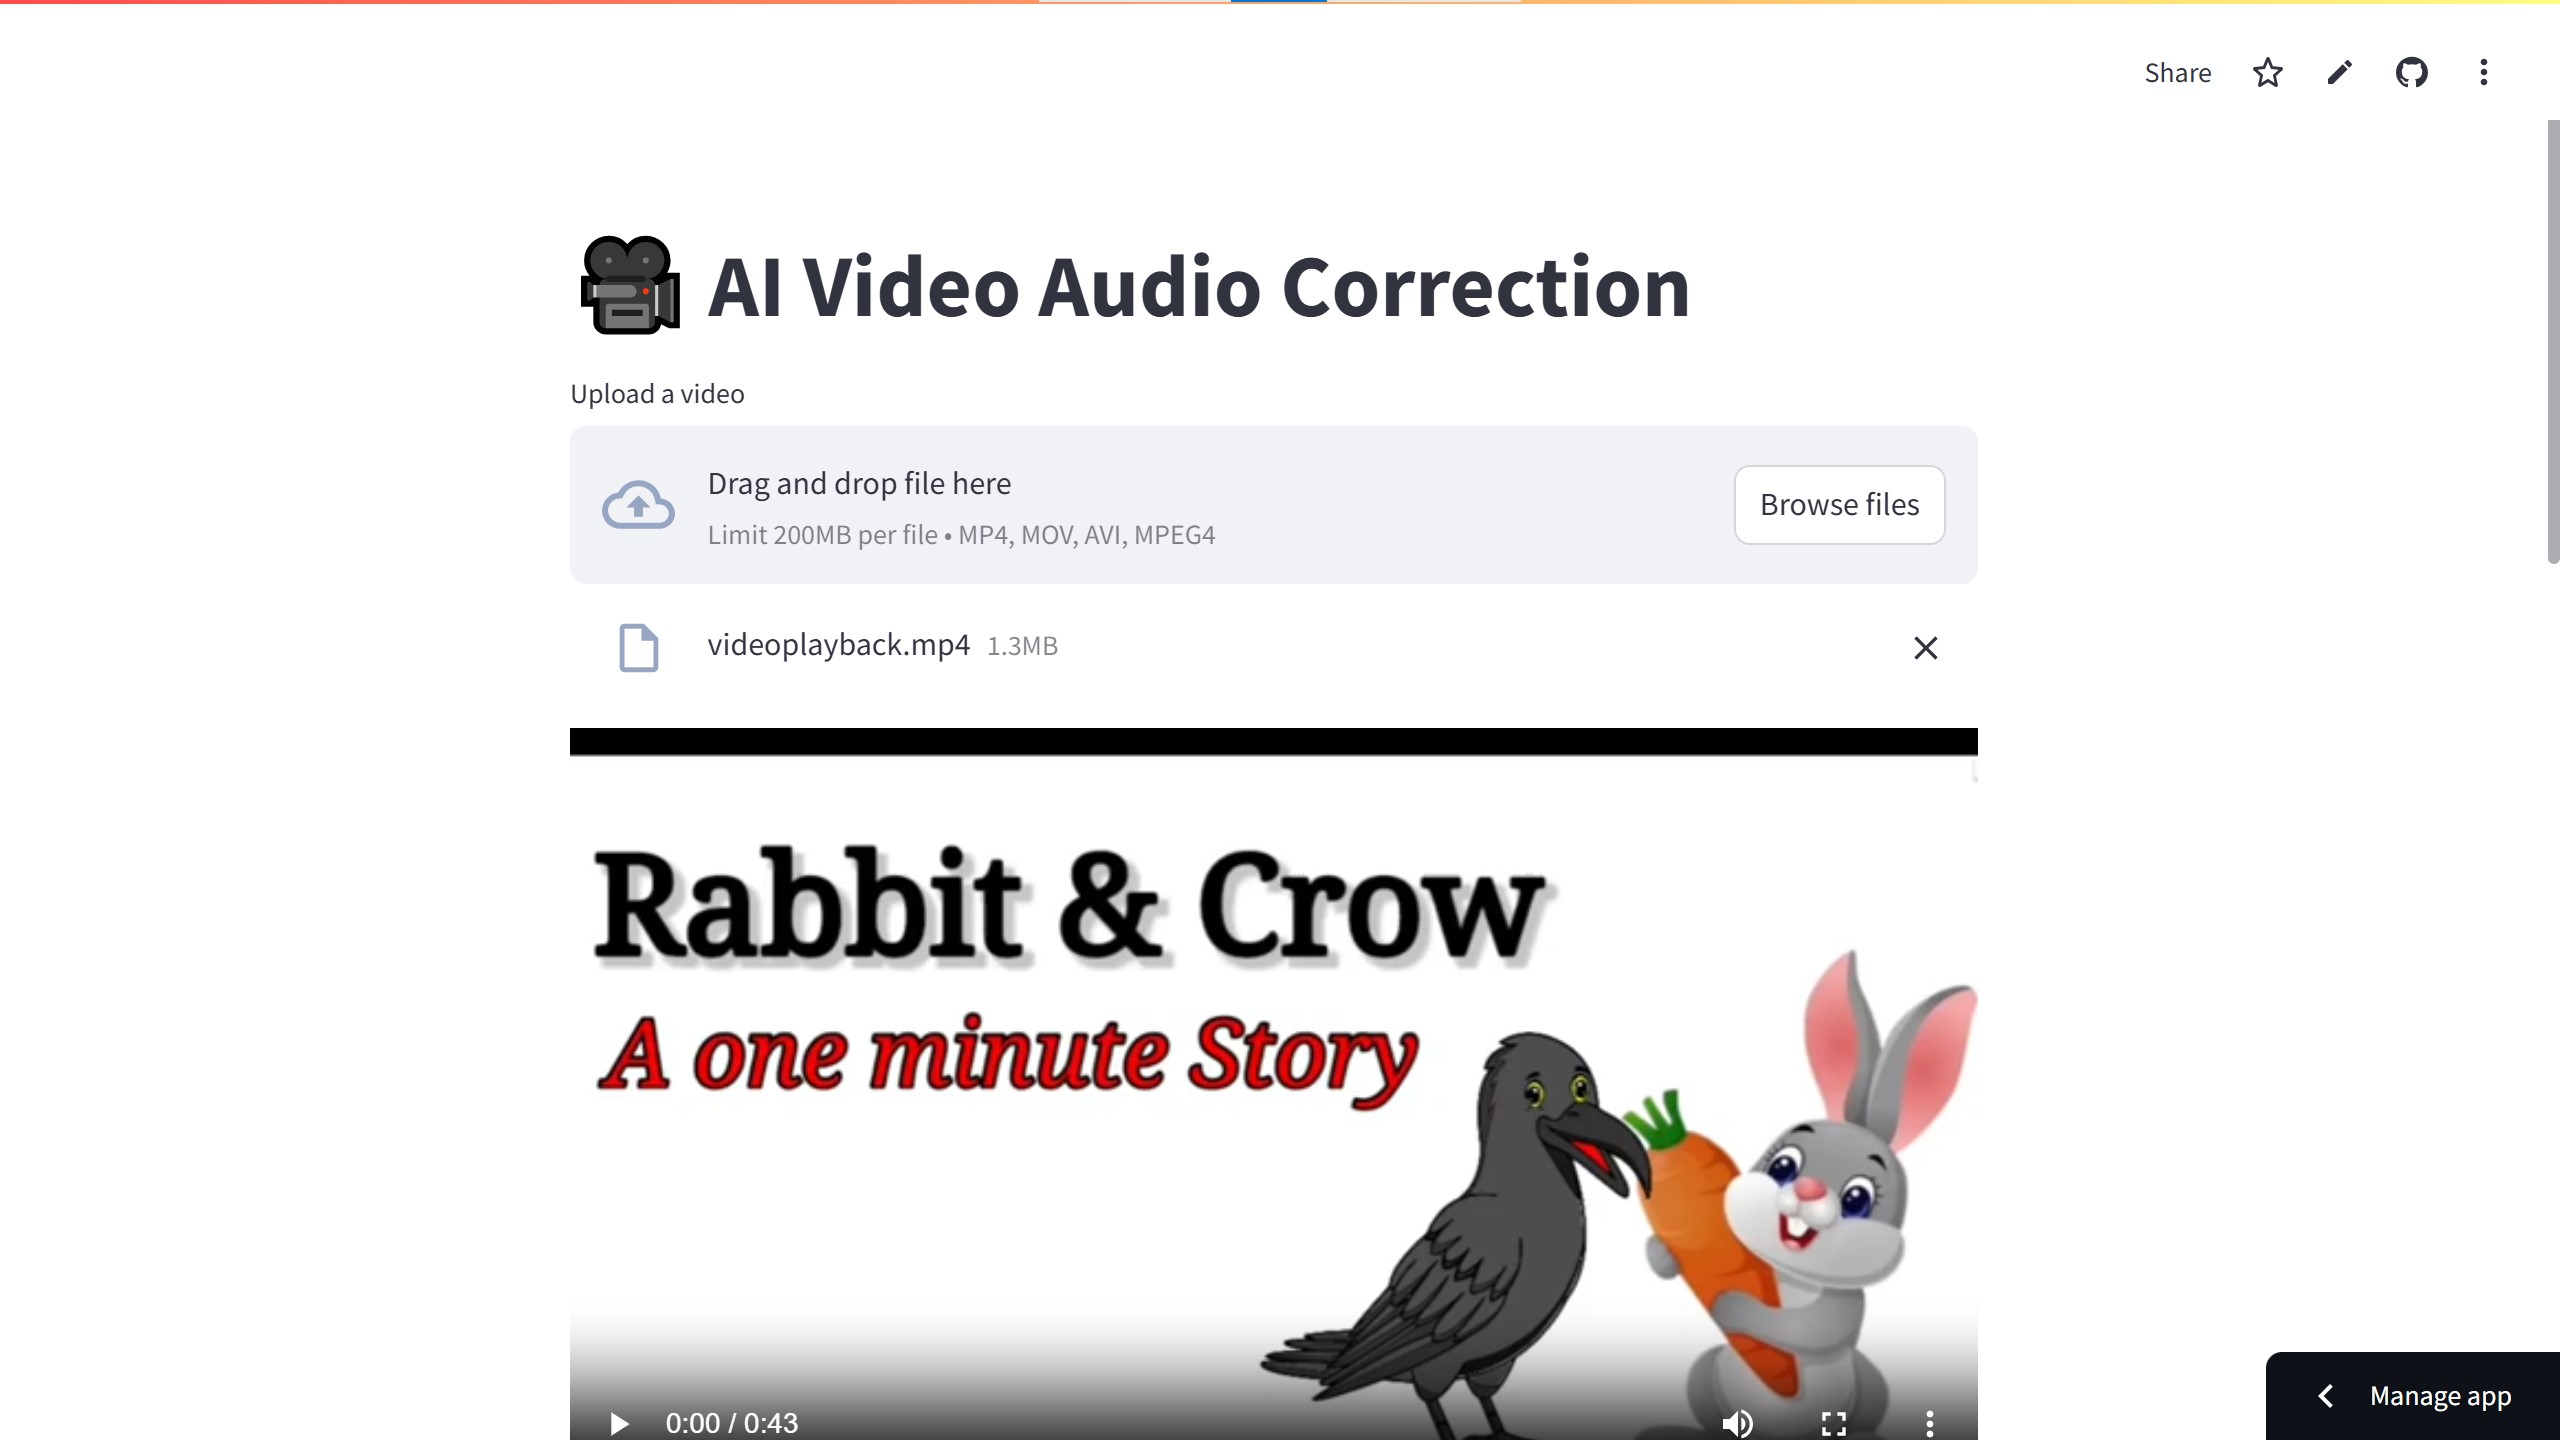 Share
AI Video Audio Correction
Upload a video
Drag and drop file here
Limit 200MB per file • MP4, MOV, AVI, MPEG4
Browse files
videoplayback.mp4 1.3MB
Rabbit & Crow
A one minute Story
0:00 / 0:43
Manage app